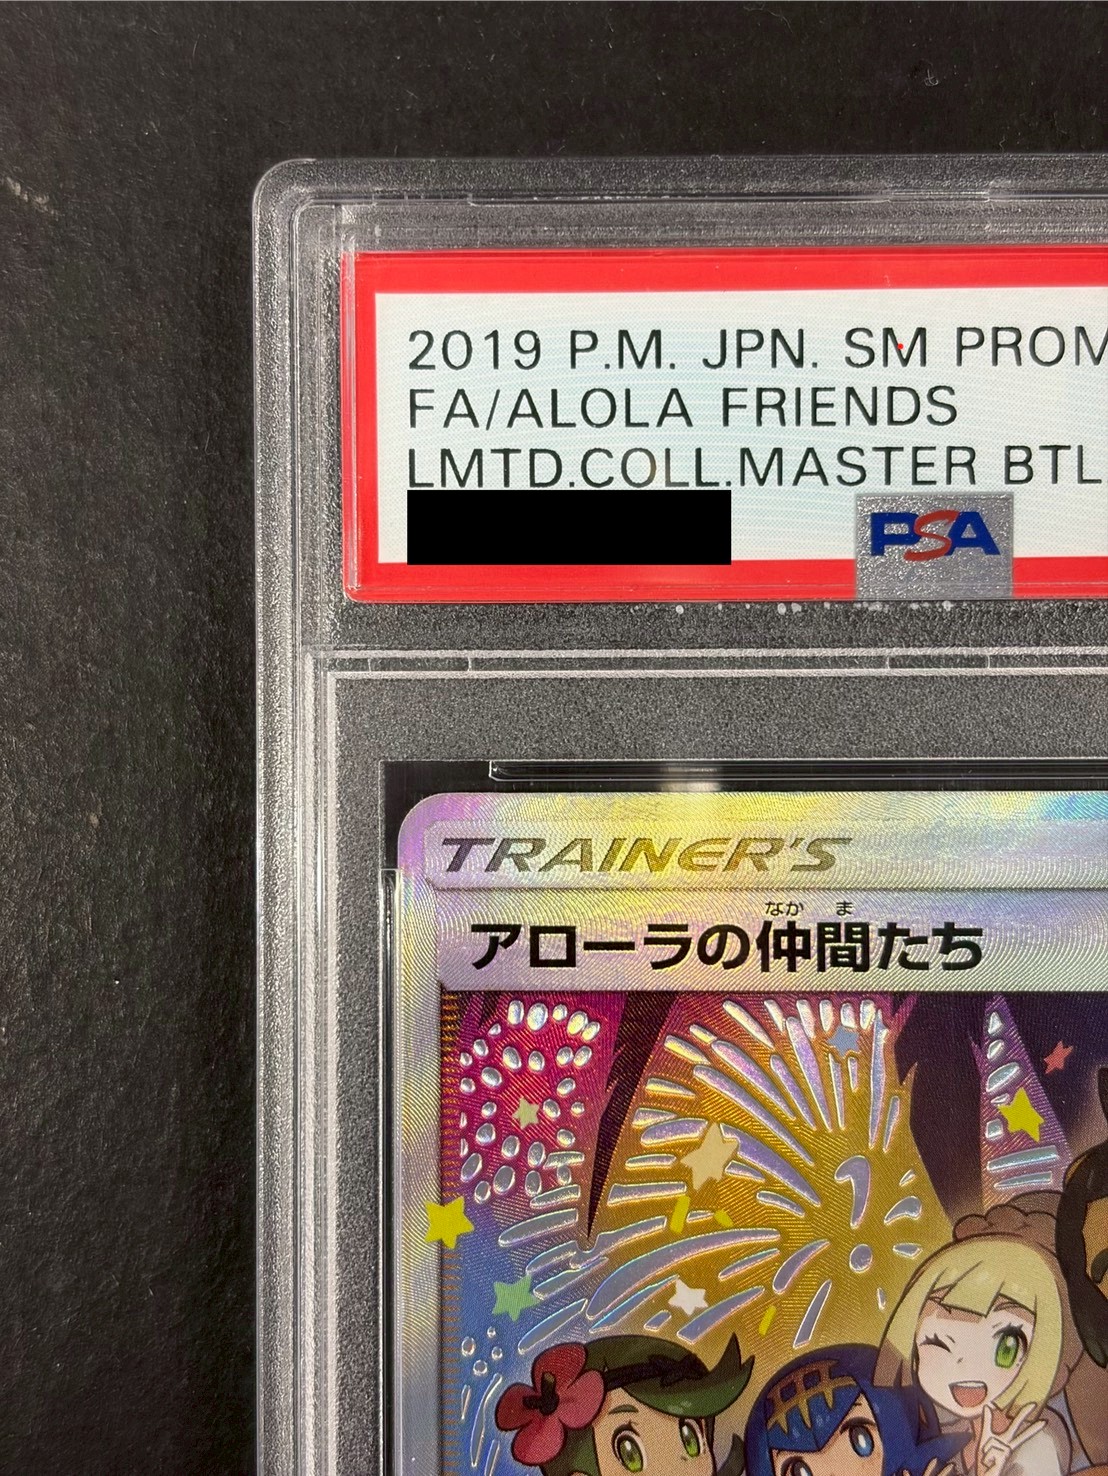 2019 P.M. JPN. SM PROM
FA/ALOLA FRIENDS
LMTD.COLL.MASTER BTL.
PSA
TRAINER'S
なかま
アローラの仲間たち